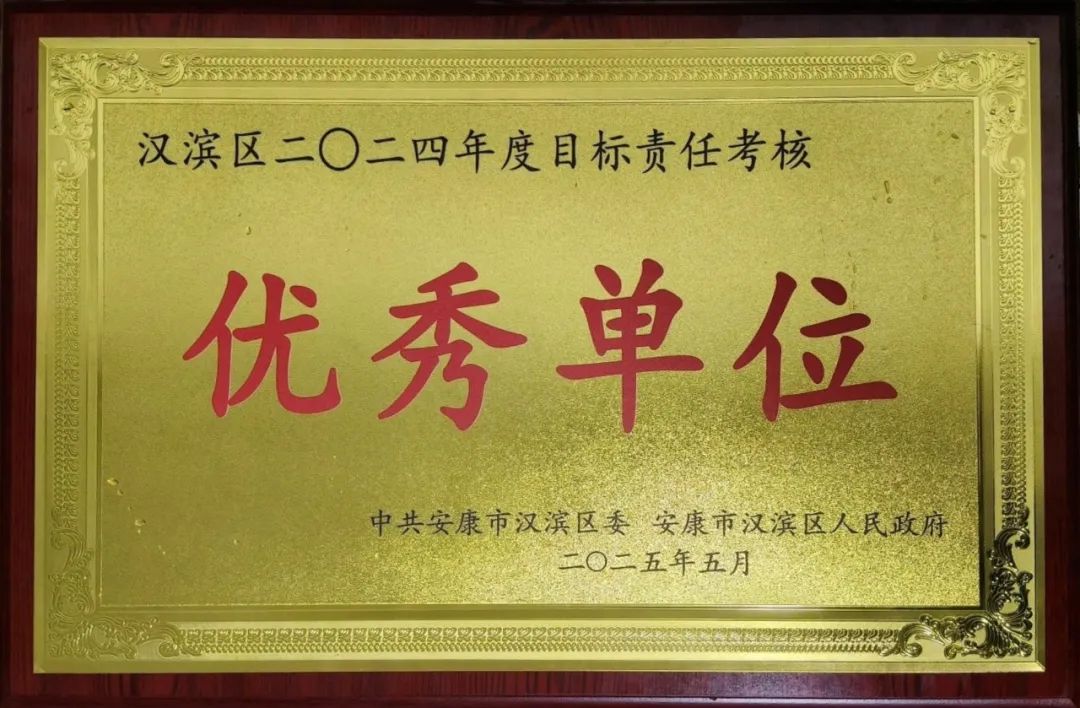 汉滨区二〇二四年度目标责任考核
优秀单位
中共安康市汉滨区委 安康市汉滨区人民政府
二〇二五年五月